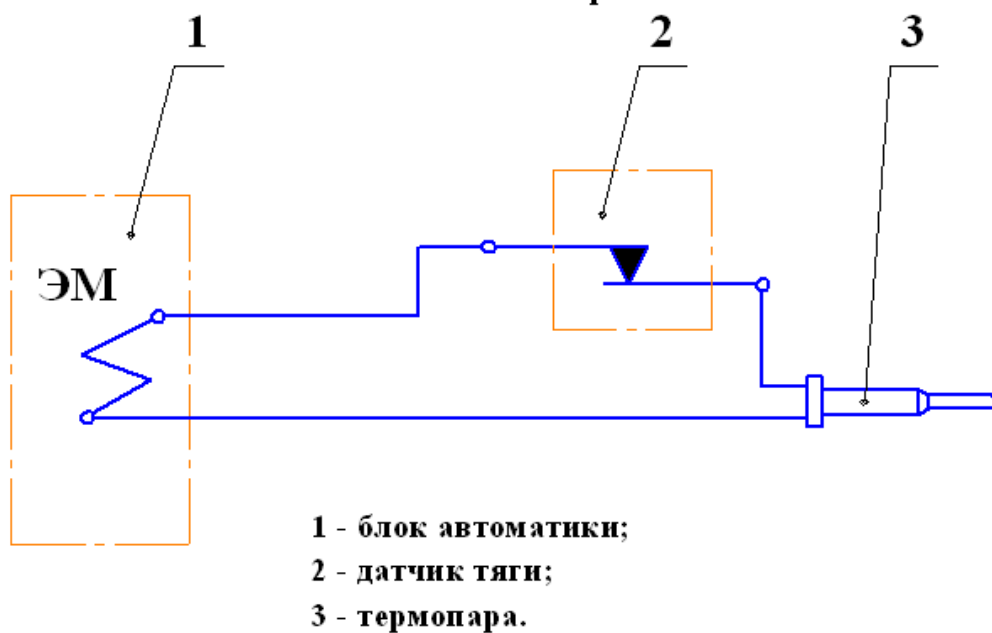 1 2 3
ЭМ
1 - блок автоматики;
2 - датчик тяги;
3 - термопара.